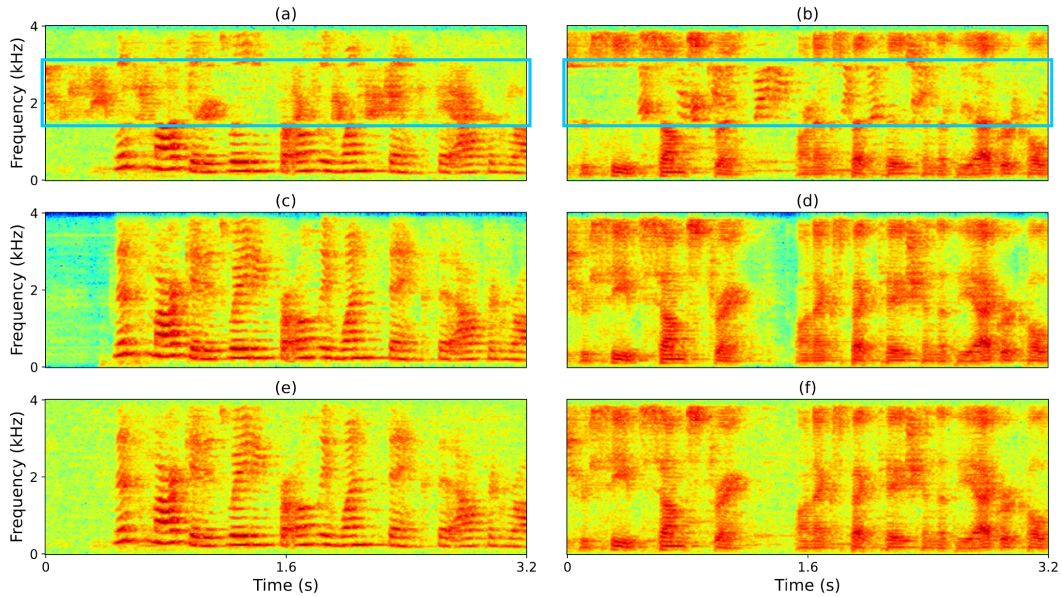 (a) (b)
4
Frequency (kHz)
2
0
(c) (d)
4
Frequency (kHz)
2
0
(e) (f)
4
Frequency (kHz)
2
0
0 1.6 3.2 0 1.6 3.2
Time (s) Time (s)